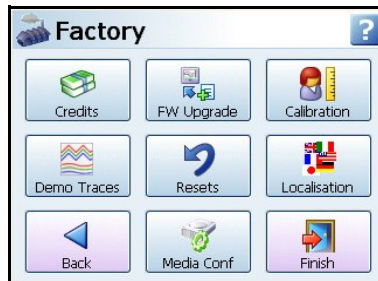 Factory
?
Credits
FW Upgrade
Calibration
Demo Traces
Resets
Localisation
Back
Media Conf
Finish